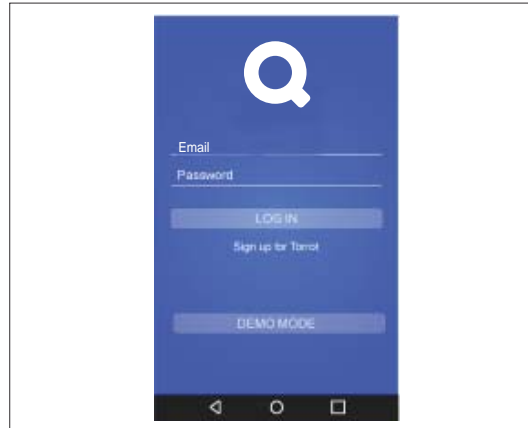 Email
Password
LOG IN
Sign up for Torrot
DEMO MODE